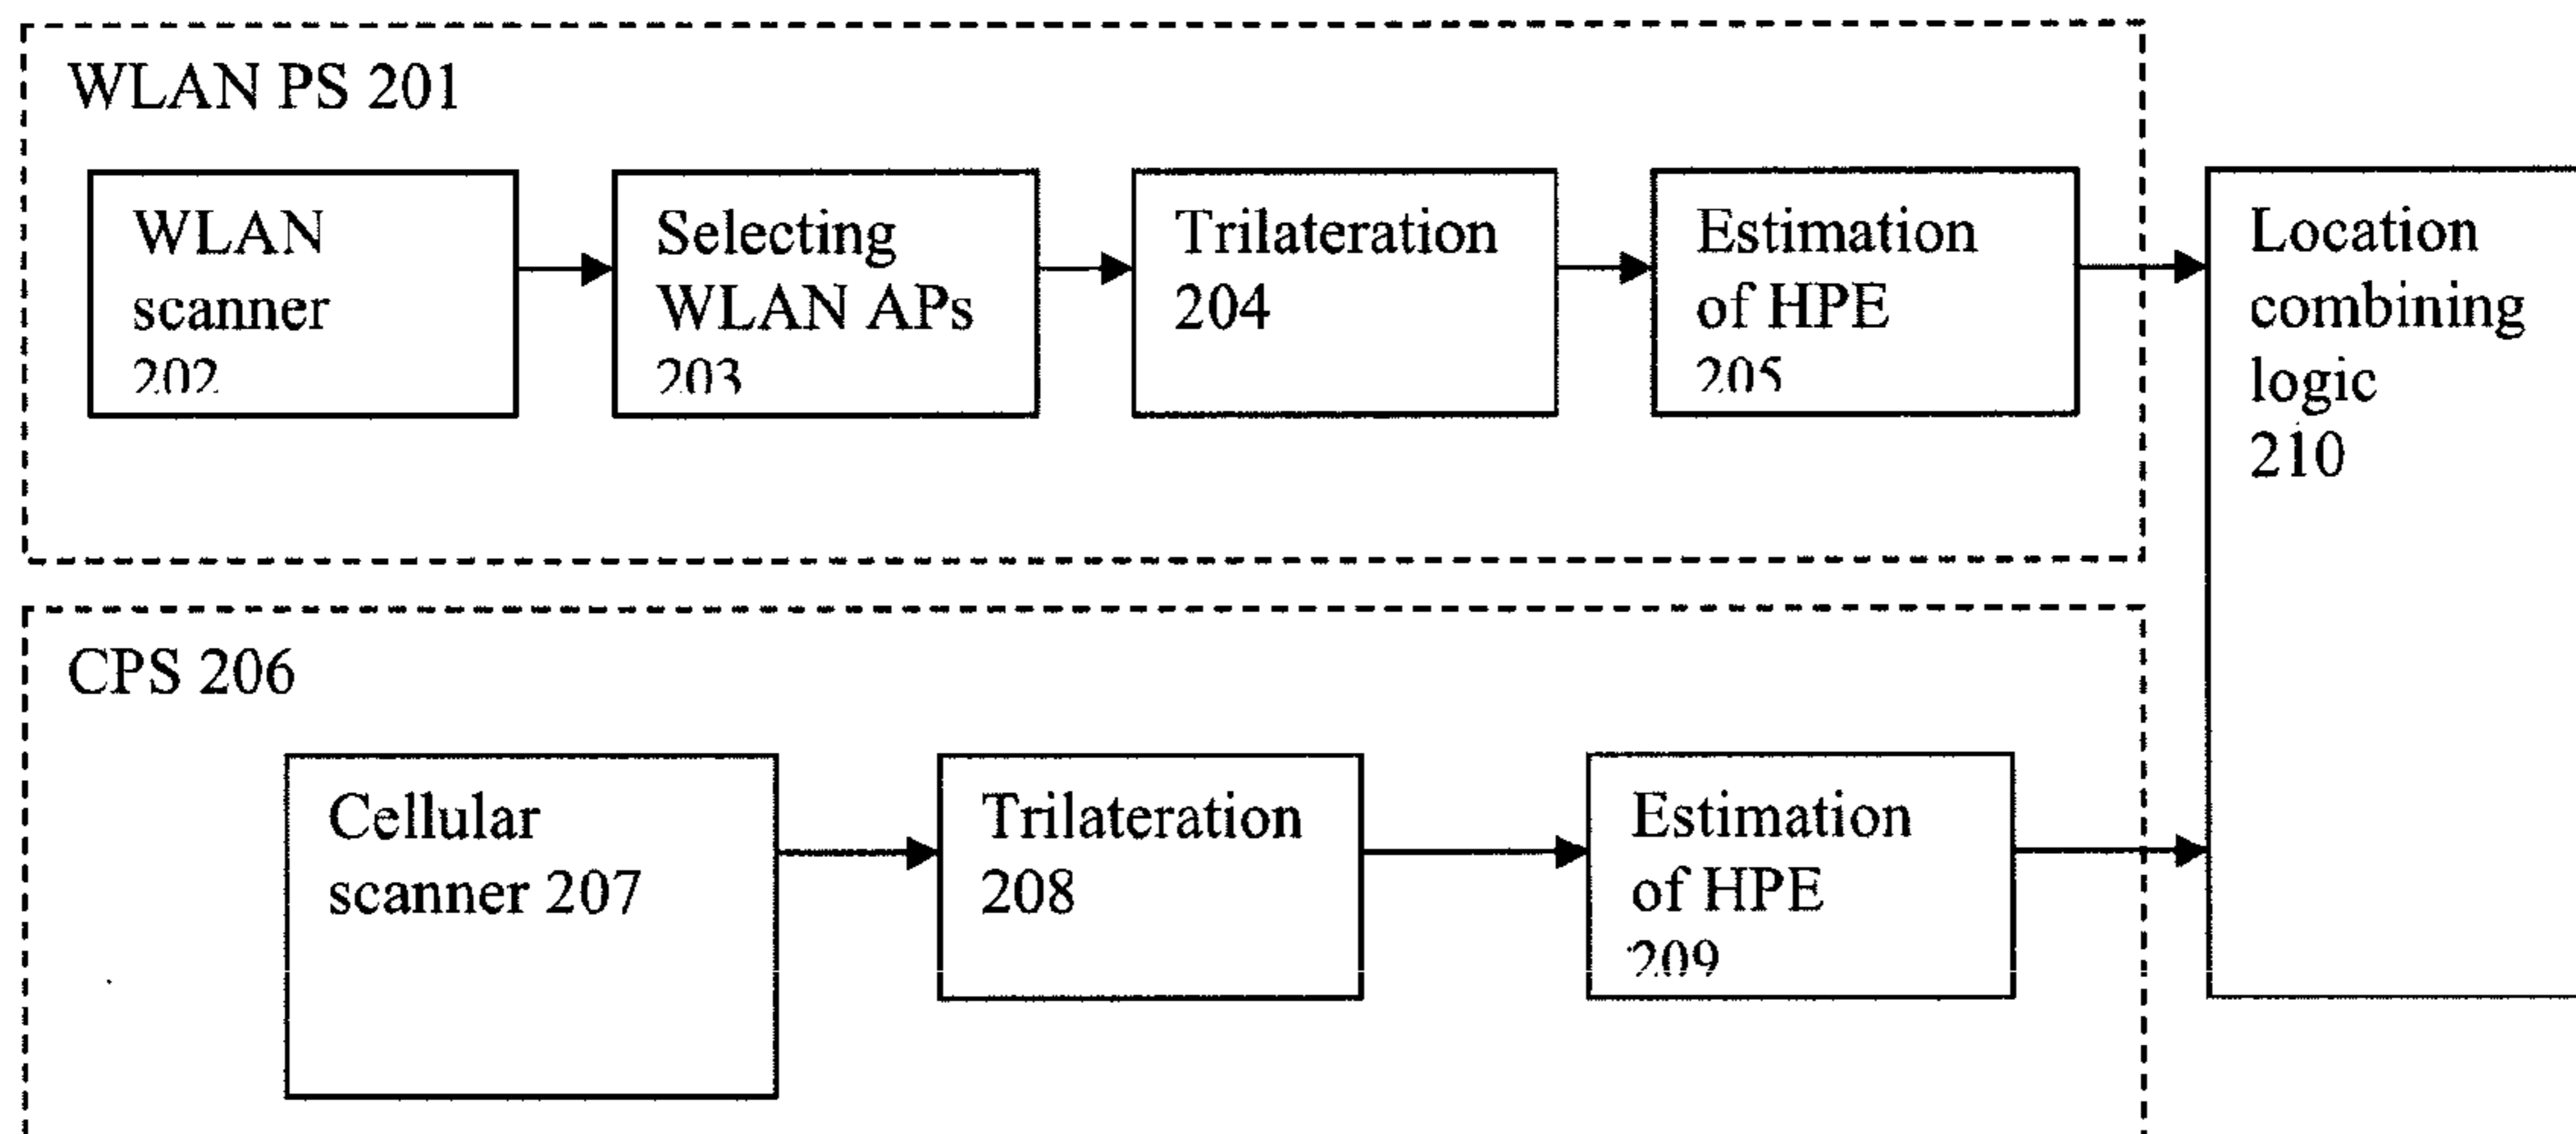 WLAN PS 201
WLAN
scanner
202
Selecting
WLAN APs
203
Trilateration
204
Estimation
of HPE
205
Location
combining
logic
210
CPS 206
Cellular
scanner 207
Trilateration
208
Estimation
of HPE
209